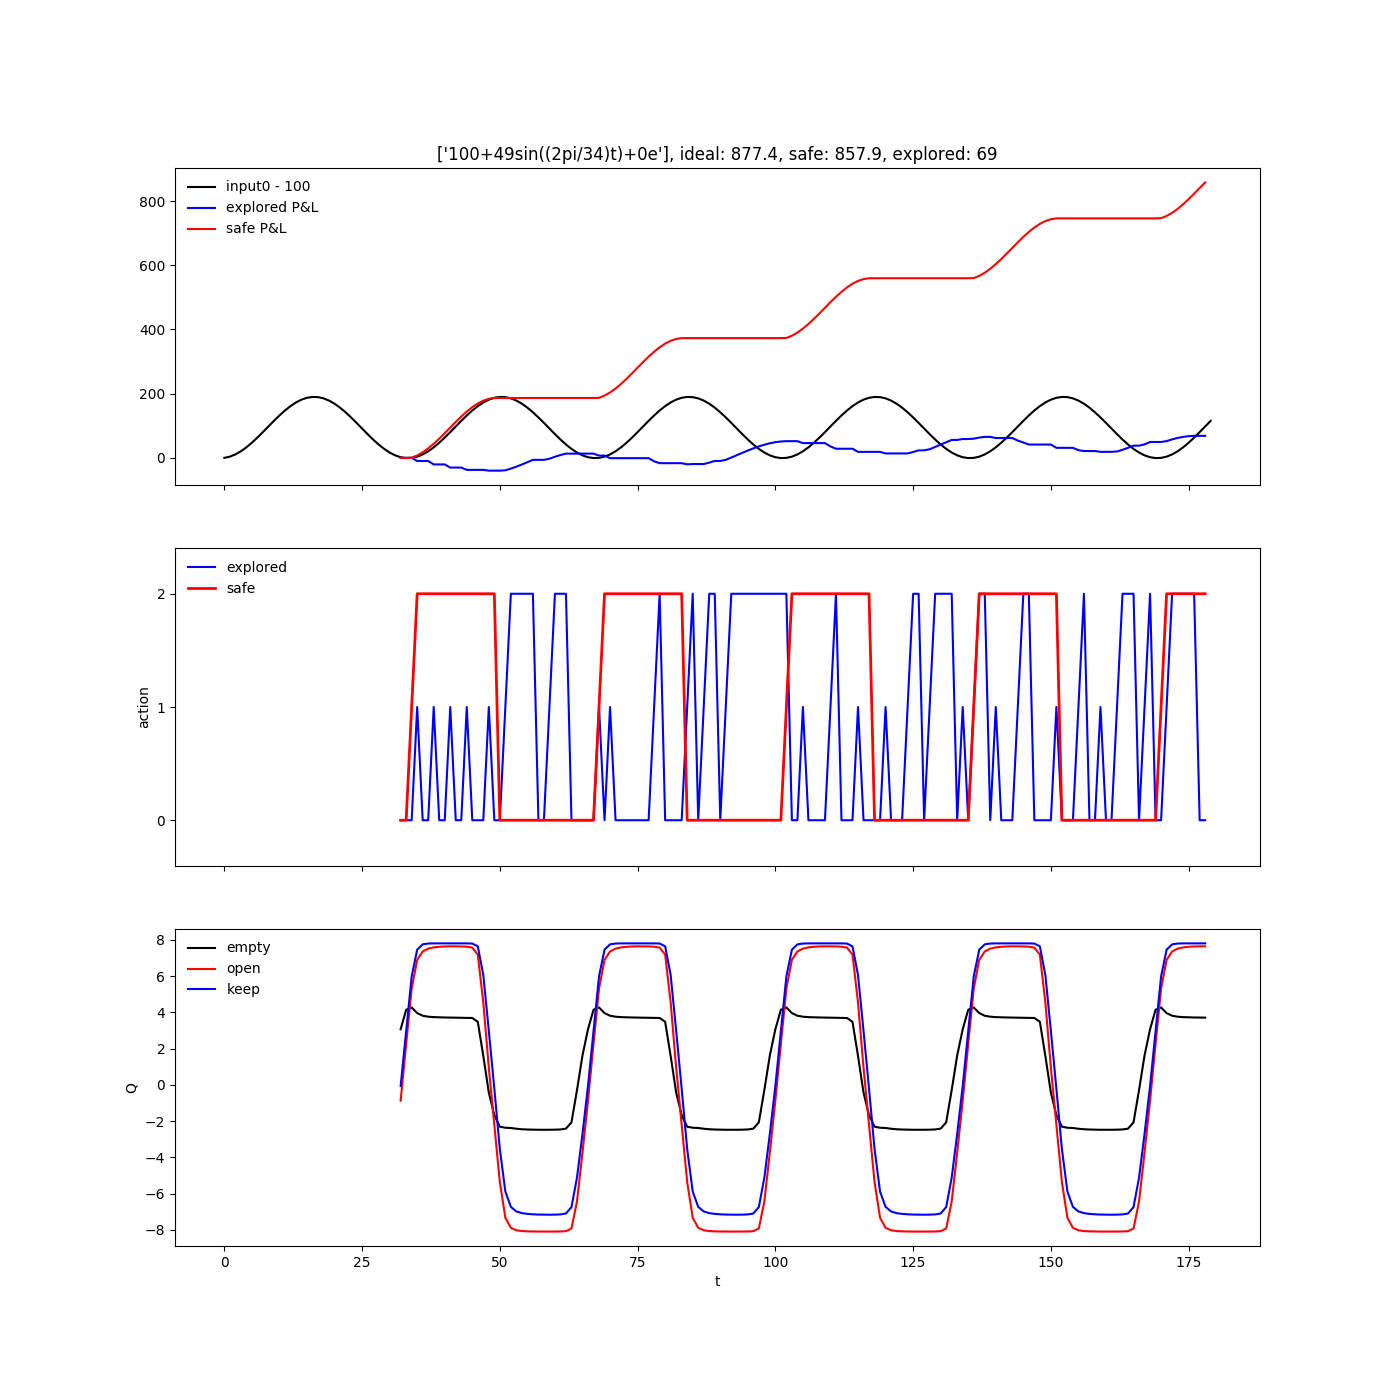 ['100+49sin((2pi/34)t)+0e'], ideal: 877.4, safe: 857.9, explored: 69
input0 - 100
explored P&L
safe P&L
800
600
400
200
0
explored
safe
2
1
0
action
empty
open
keep
8
6
4
2
0
−2
−4
−6
−8
Q
0 25 50 75 100 125 150 175
t